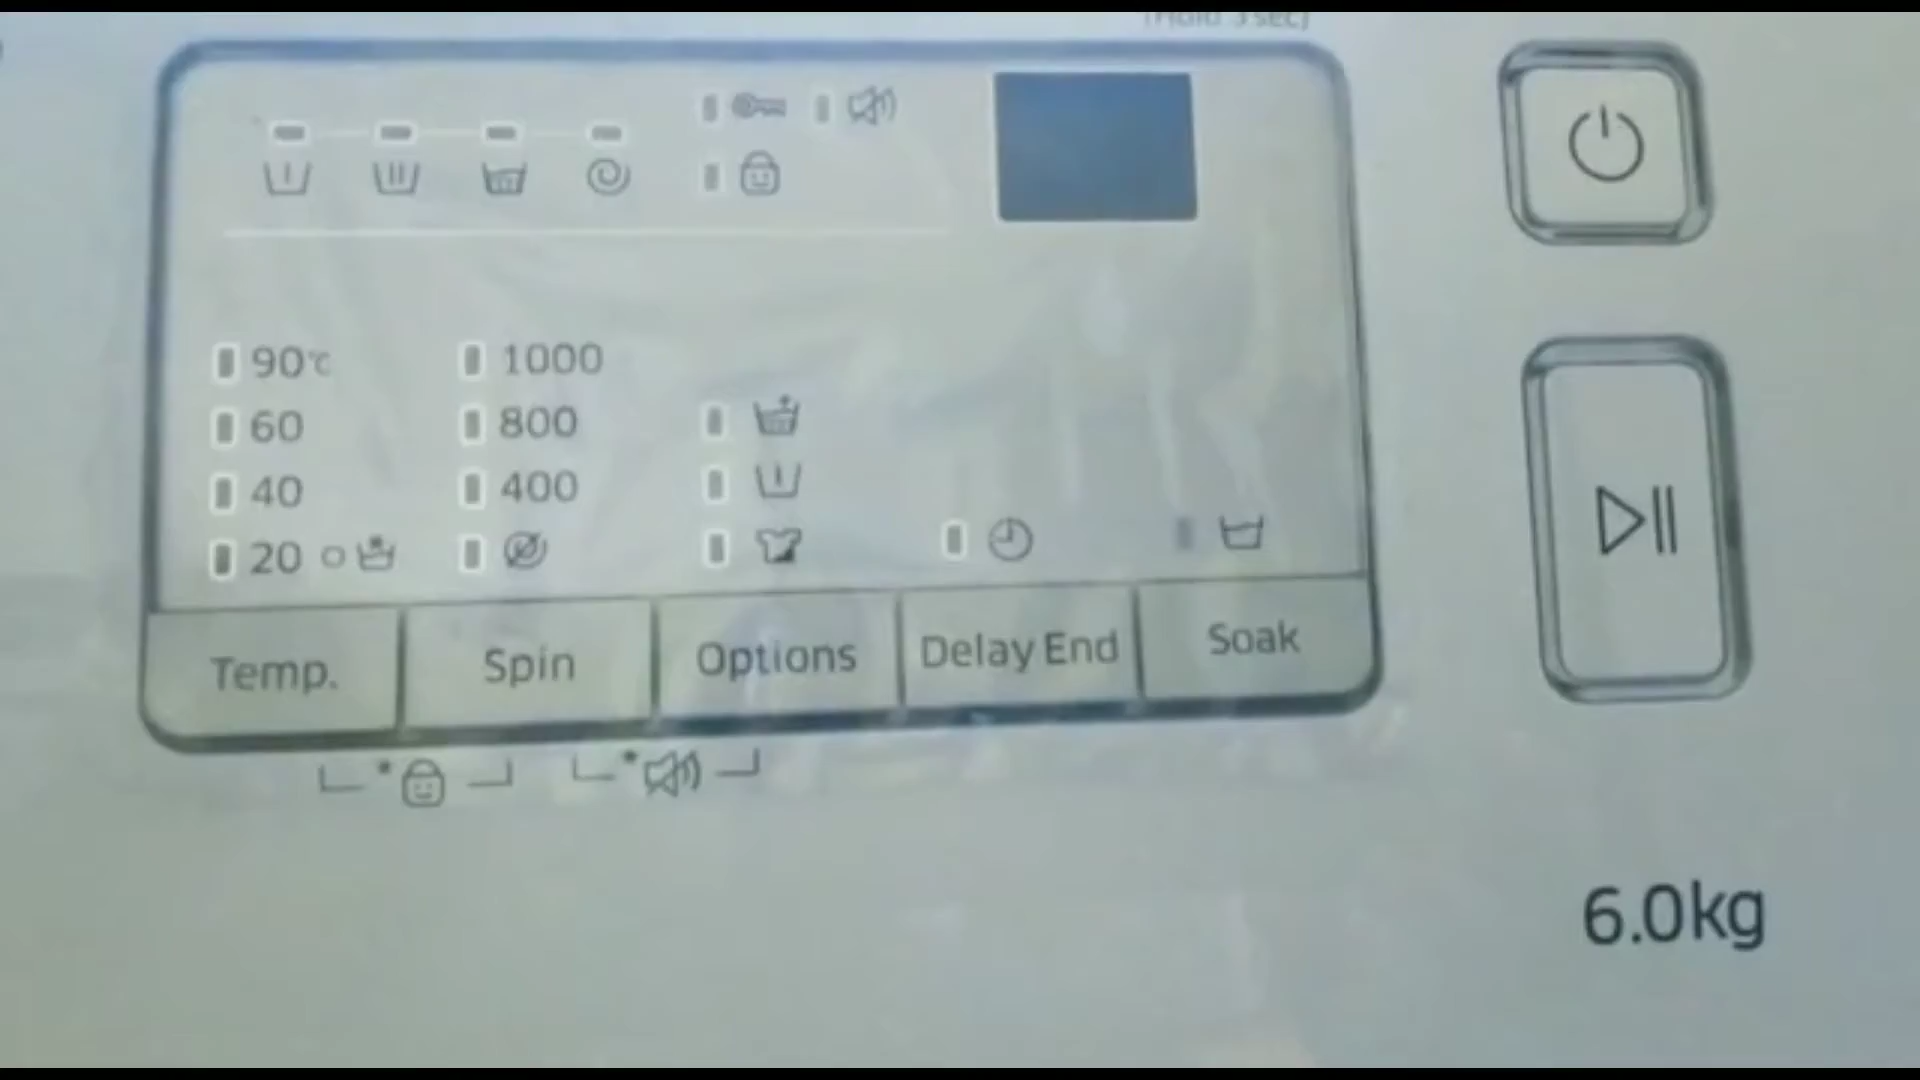 (Hold 3 sec)
90℃ 1000
60 800
40 400
20
Temp. Spin Options Delay End Soak
6.0kg